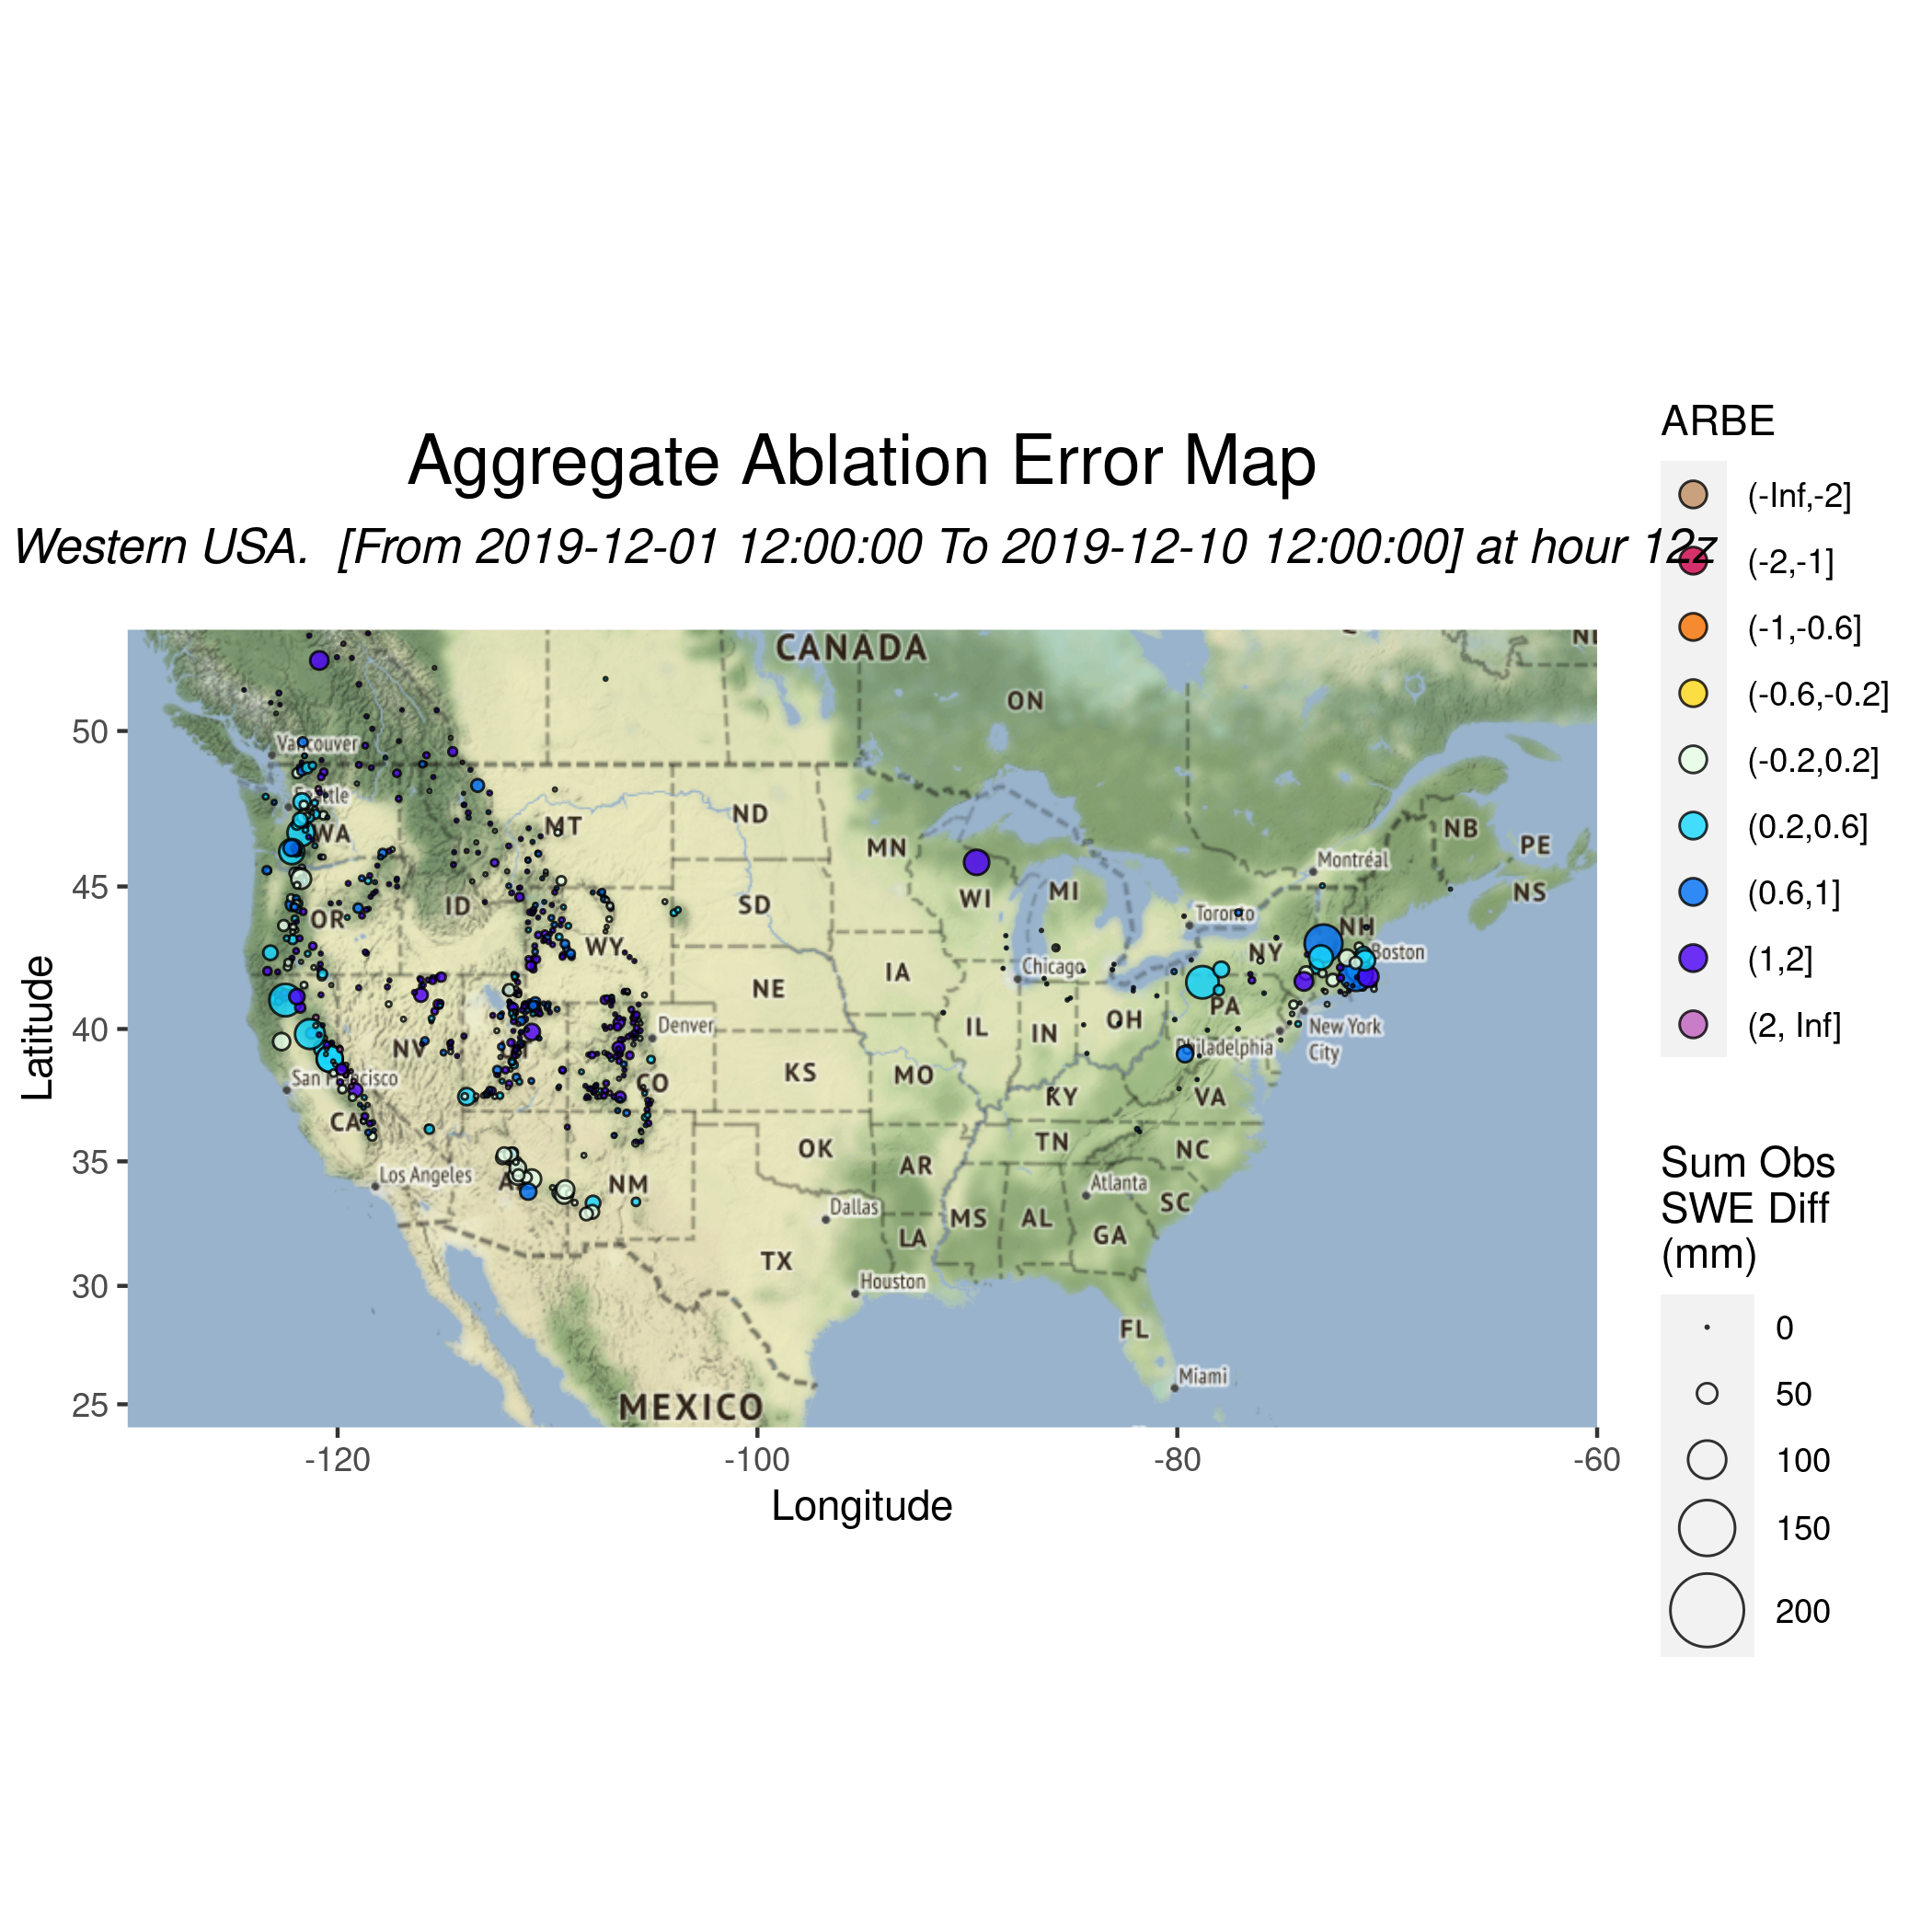 Aggregate Ablation Error Map
Western USA.  [From 2019-12-01 12:00:00 To 2019-12-10 12:00:00] at hour 12z
ARBE
(-Inf,-2]
(-2,-1]
(-1,-0.6]
(-0.6,-0.2]
(-0.2,0.2]
(0.2,0.6]
(0.6,1]
(1,2]
(2, Inf]
Sum Obs
SWE Diff
(mm)
0
50
100
150
200
Latitude
50
45
40
35
30
25
-120
-100
-80
-60
Longitude
CANADA
ON
Vancouver
Seattle
WA
MT
ND
MN
NB
PE
NS
Montréal
OR
ID
SD
WI
MI
Toronto
NH
WY
NY
Boston
IA
Chicago
NE
PA
Denver
NV
IL
IN
OH
New York
City
Philadelphia
San Francisco
CO
KS
MO
KY
VA
CA
OK
TN
NC
Los Angeles
NM
AR
Atlanta
SC
Dallas
MS
AL
GA
LA
TX
Houston
FL
Miami
MEXICO